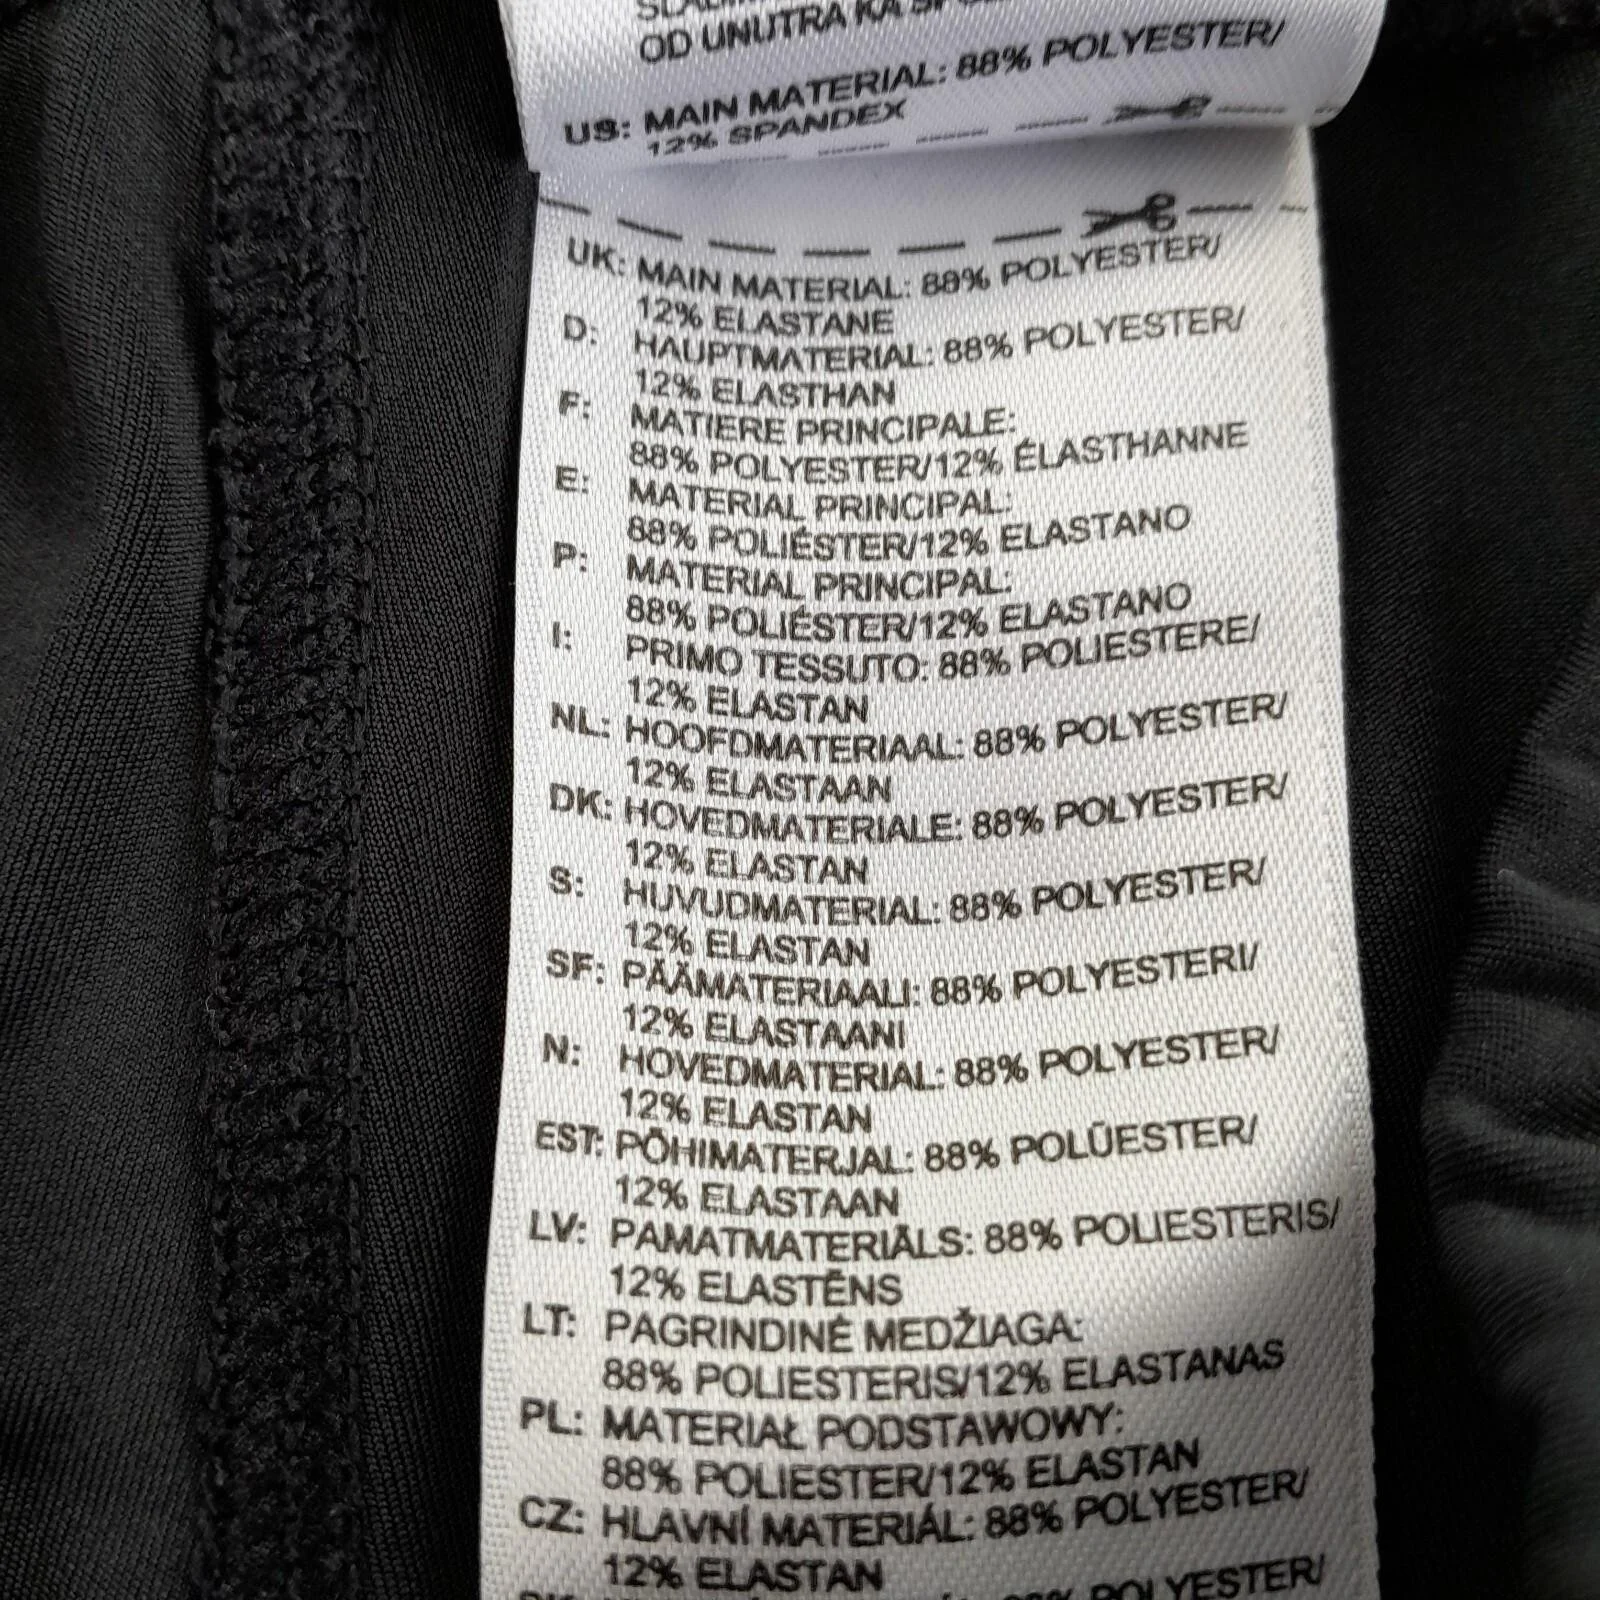 OD UNUTRA KA
US: MAIN MATERIAL: 88% POLYESTER/
12% SPANDEX
UK: MAIN MATERIAL: 88% POLYESTER/
12% ELASTANE
D: HAUPTMATERIAL: 88% POLYESTER/
12% ELASTHAN
F: MATIERE PRINCIPALE:
88% POLYESTER/12% ÉLASTHANNE
E: MATERIAL PRINCIPAL:
88% POLIÉSTER/12% ELASTANO
P: MATERIAL PRINCIPAL:
88% POLIÉSTER/12% ELASTANO
I: PRIMO TESSUTO: 88% POLIESTERE/
12% ELASTAN
NL: HOOFDMATERIAAL: 88% POLYESTER/
12% ELASTAAN
DK: HOVEDMATERIALE: 88% POLYESTER/
12% ELASTAN
S: HUVUDMATERIAL: 88% POLYESTER/
12% ELASTAN
SF: PÄÄMATERIAALI: 88% POLYESTERI/
12% ELASTAANI
N: HOVEDMATERIAL: 88% POLYESTER/
12% ELASTAN
EST: PÕHIMATERJAL: 88% POLÜESTER/
12% ELASTAAN
LV: PAMATMATERIĀLS: 88% POLIESTERIS/
12% ELASTĒNS
LT: PAGRINDINĖ MEDŽIAGA:
88% POLIESTERIS/12% ELASTANAS
PL: MATERIAŁ PODSTAWOWY:
88% POLIESTER/12% ELASTAN
CZ: HLAVNÍ MATERIÁL: 88% POLYESTER/
12% ELASTAN
88% POLYESTER/